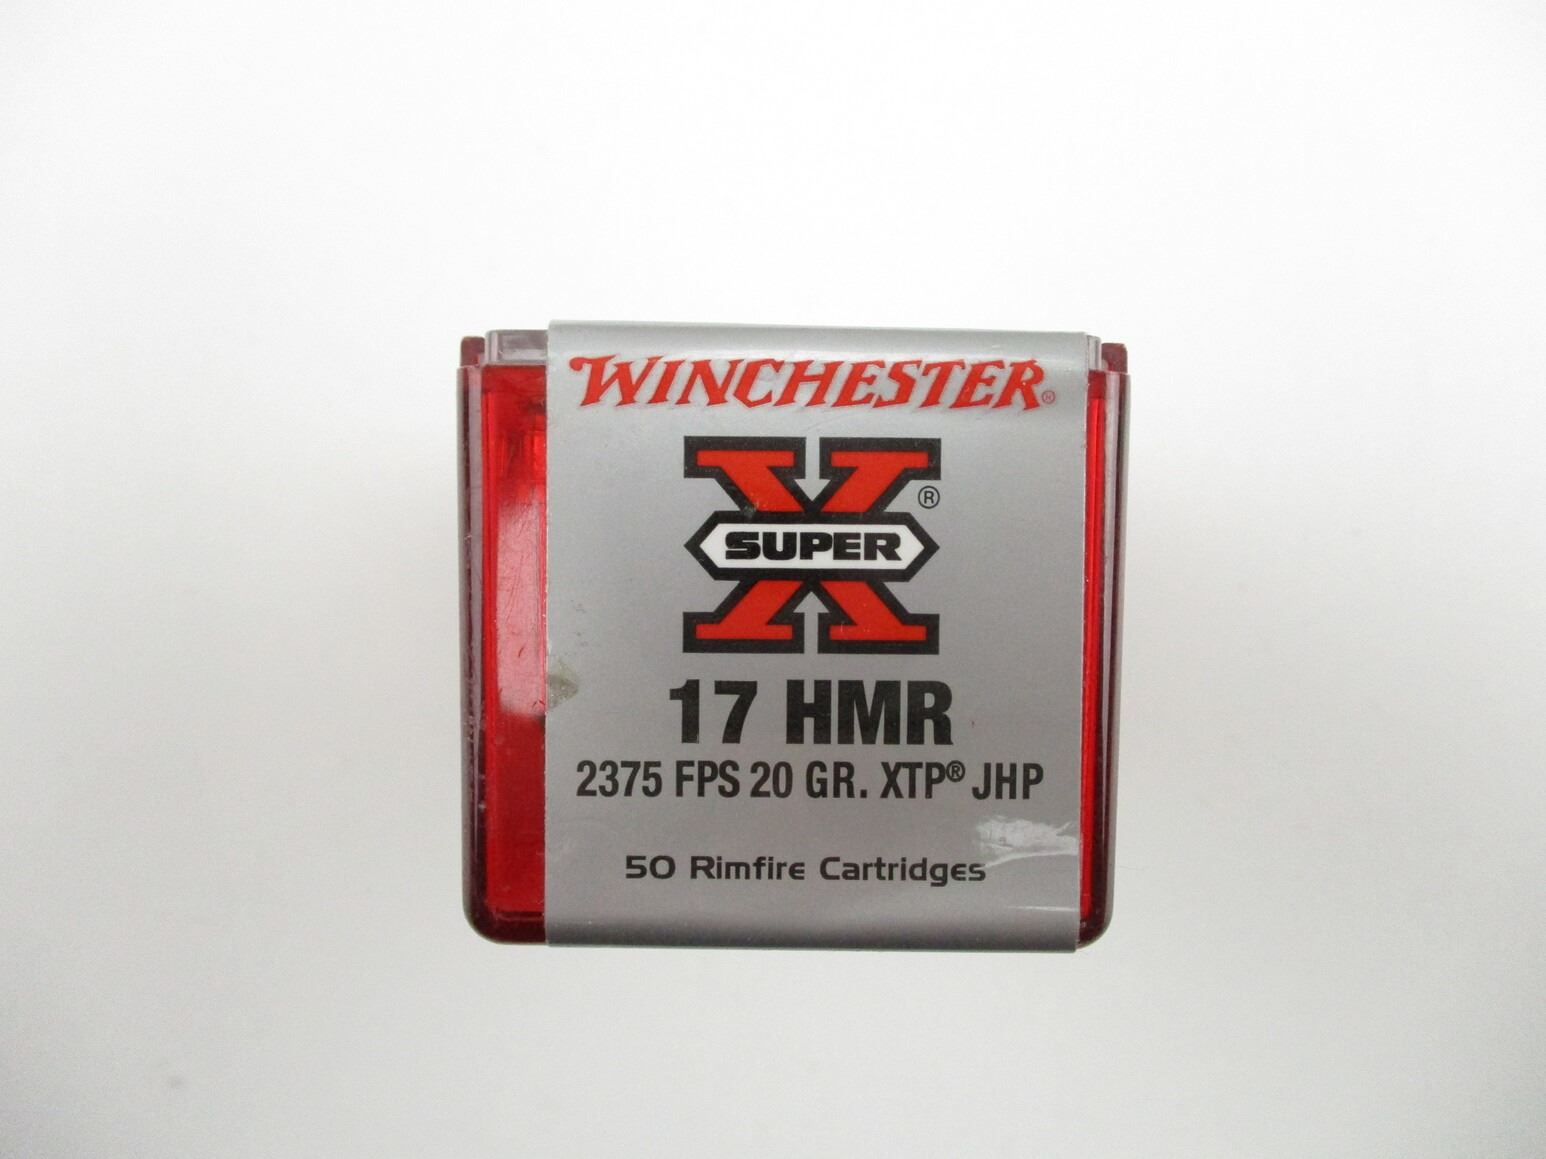 WINCHESTER®
X®
SUPER
17 HMR
2375 FPS 20 GR. XTP® JHP
50 Rimfire Cartridges